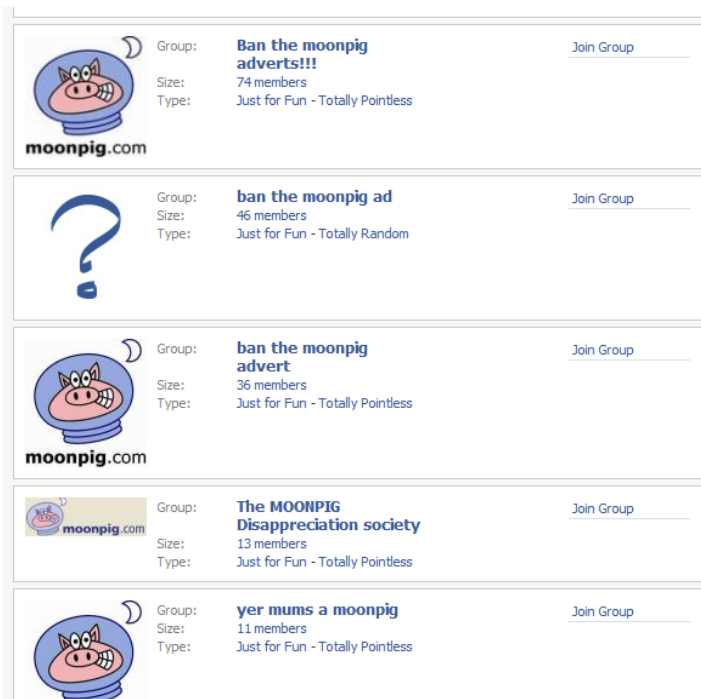 Group: Ban the moonpig adverts!!! Join Group
Size: 74 members
Type: Just for Fun - Totally Pointless
moonpig.com
Group: ban the moonpig ad Join Group
Size: 46 members
Type: Just for Fun - Totally Random
?
Group: ban the moonpig advert Join Group
Size: 36 members
Type: Just for Fun - Totally Pointless
moonpig.com
moonpig.com
Group: The MOONPIG Disappreciation society Join Group
Size: 13 members
Type: Just for Fun - Totally Pointless
Group: yer mums a moonpig Join Group
Size: 11 members
Type: Just for Fun - Totally Pointless